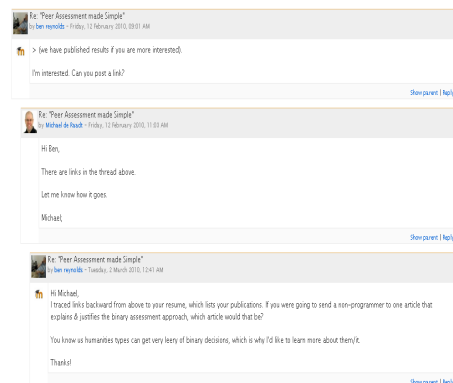 Re: "Peer Assessment made Simple"
by ben reynolds - Friday, 12 February 2010, 09:01 AM
> (we have published results if you are more interested).
I'm interested. Can you post a link?
Show parent | Reply
Re: "Peer Assessment made Simple"
by Michael de Raadt - Friday, 12 February 2010, 11:03 AM
Hi Ben,
There are links in the thread above.
Let me know how it goes.
Michael;
Show parent | Reply
Re: "Peer Assessment made Simple"
by ben reynolds - Tuesday, 2 March 2010, 12:41 AM
Hi Michael,
I traced links backward from above to your resume, which lists your publications. If you were going to send a non-programmer to one article that
explains & justifies the binary assessment approach, which article would that be?
You know us humanities types can get very leery of binary decisions, which is why I'd like to learn more about them/it.
Thanks!
Show parent | Reply